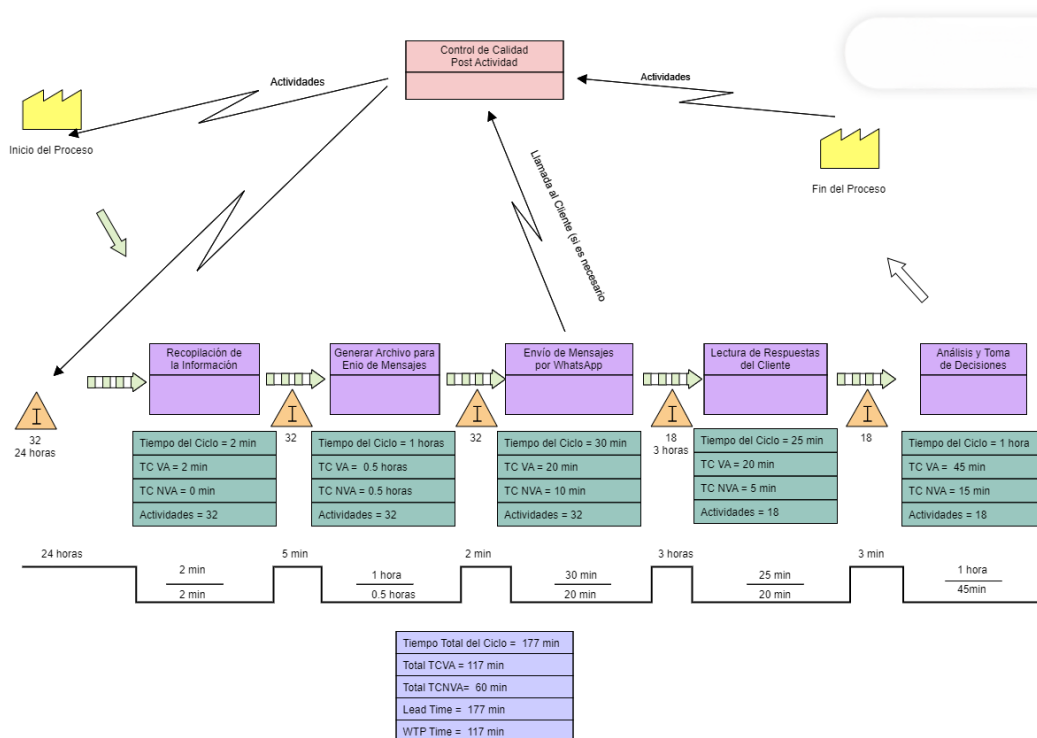 Control de Calidad
Post Actividad
Actividades
Actividades
Inicio del Proceso
Fin del Proceso
Llamada al Cliente (si es necesario
Recopilación de
la Información
Generar Archivo para
Enio de Mensajes
Envío de Mensajes
por WhatsApp
Lectura de Respuestas
del Cliente
Análisis y Toma
de Decisiones
I
32
24 horas
I
32
I
32
I
18
3 horas
I
18
Tiempo del Ciclo = 2 min
TC VA = 2 min
TC NVA = 0 min
Actividades = 32
Tiempo del Ciclo = 1 horas
TC VA = 0.5 horas
TC NVA = 0.5 horas
Actividades = 32
Tiempo del Ciclo = 30 min
TC VA = 20 min
TC NVA = 10 min
Actividades = 32
Tiempo del Ciclo = 25 min
TC VA = 20 min
TC NVA = 5 min
Actividades = 18
Tiempo del Ciclo = 1 hora
TC VA = 45 min
TC NVA = 15 min
Actividades = 18
24 horas
2 min
2 min
5 min
1 hora
0.5 horas
2 min
30 min
20 min
3 horas
25 min
20 min
3 min
1 hora
45min
Tiempo Total del Ciclo = 177 min
Total TCVA = 117 min
Total TCNVA= 60 min
Lead Time = 177 min
WTP Time = 117 min